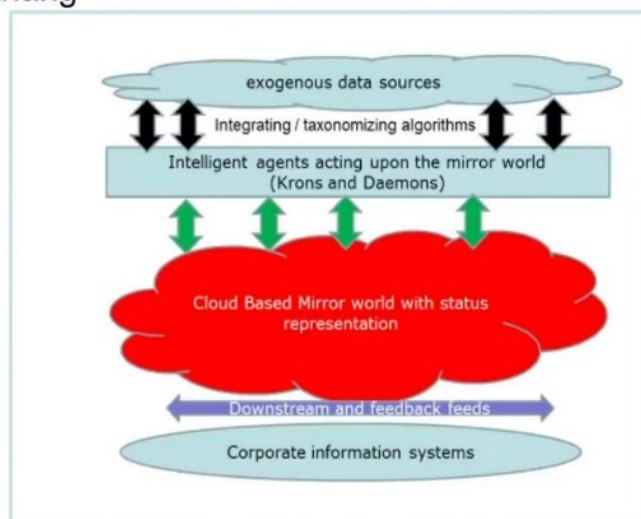 exogenous data sources
Integrating / taxonomizing algorithms
Intelligent agents acting upon the mirror world
(Krons and Daemons)
Cloud Based Mirror world with status
representation
Downstream and feedback feeds
Corporate information systems